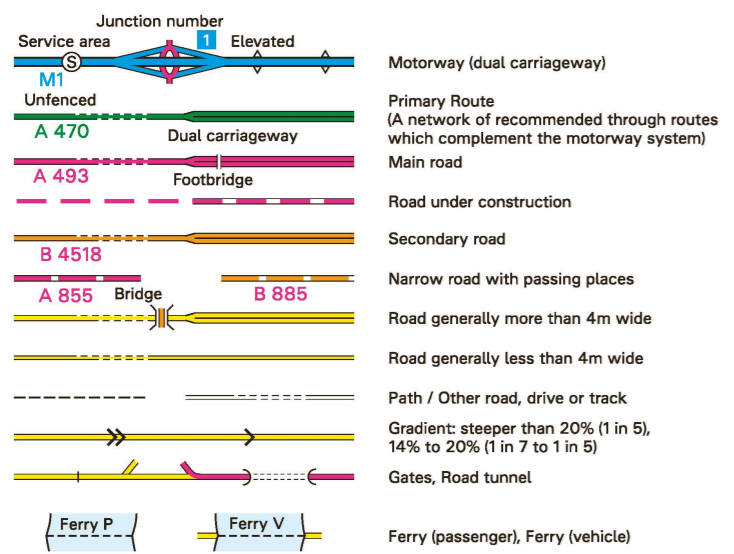 Junction number
Service area
1
Elevated
S
M1
Motorway (dual carriageway)
Unfenced
A 470
Dual carriageway
Primary Route
(A network of recommended through routes
which complement the motorway system)
A 493
Footbridge
Main road
Road under construction
B 4518
Secondary road
A 855
Bridge
B 885
Narrow road with passing places
Road generally more than 4m wide
Road generally less than 4m wide
Path / Other road, drive or track
Gradient: steeper than 20% (1 in 5),
14% to 20% (1 in 7 to 1 in 5)
Gates, Road tunnel
Ferry P
Ferry V
Ferry (passenger), Ferry (vehicle)